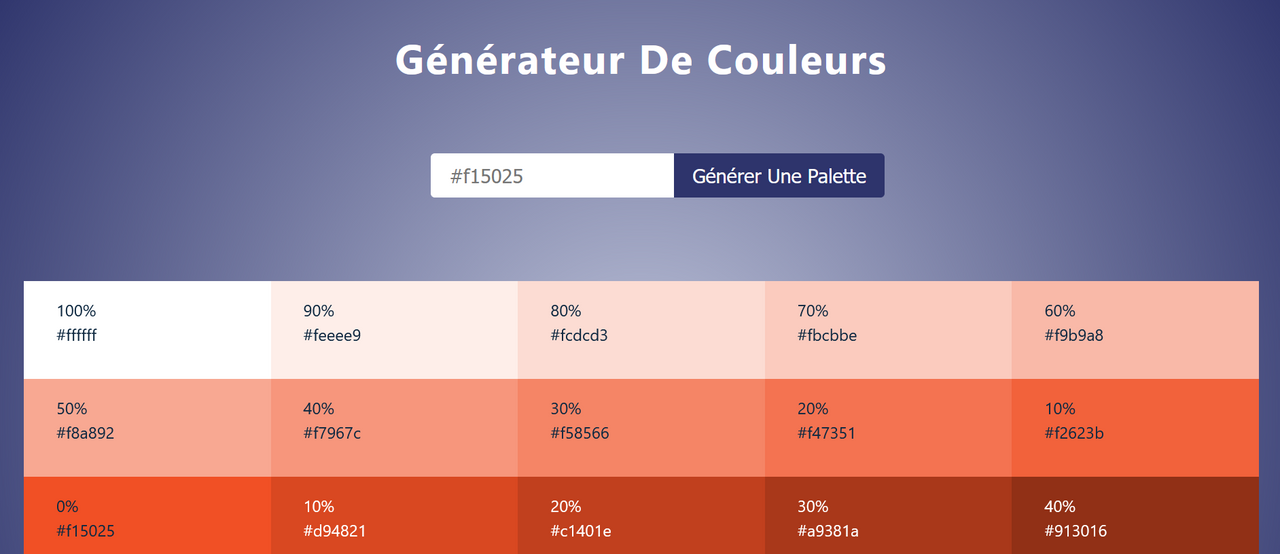 Générateur De Couleurs
#f15025 Générer Une Palette
100% 90% 80% 70% 60%
#ffffff #feeee9 #fcdcd3 #fbcbbe #f9b9a8
50% 40% 30% 20% 10%
#f8a892 #f7967c #f58566 #f47351 #f2623b
0% 10% 20% 30% 40%
#f15025 #d94821 #c1401e #a9381a #913016